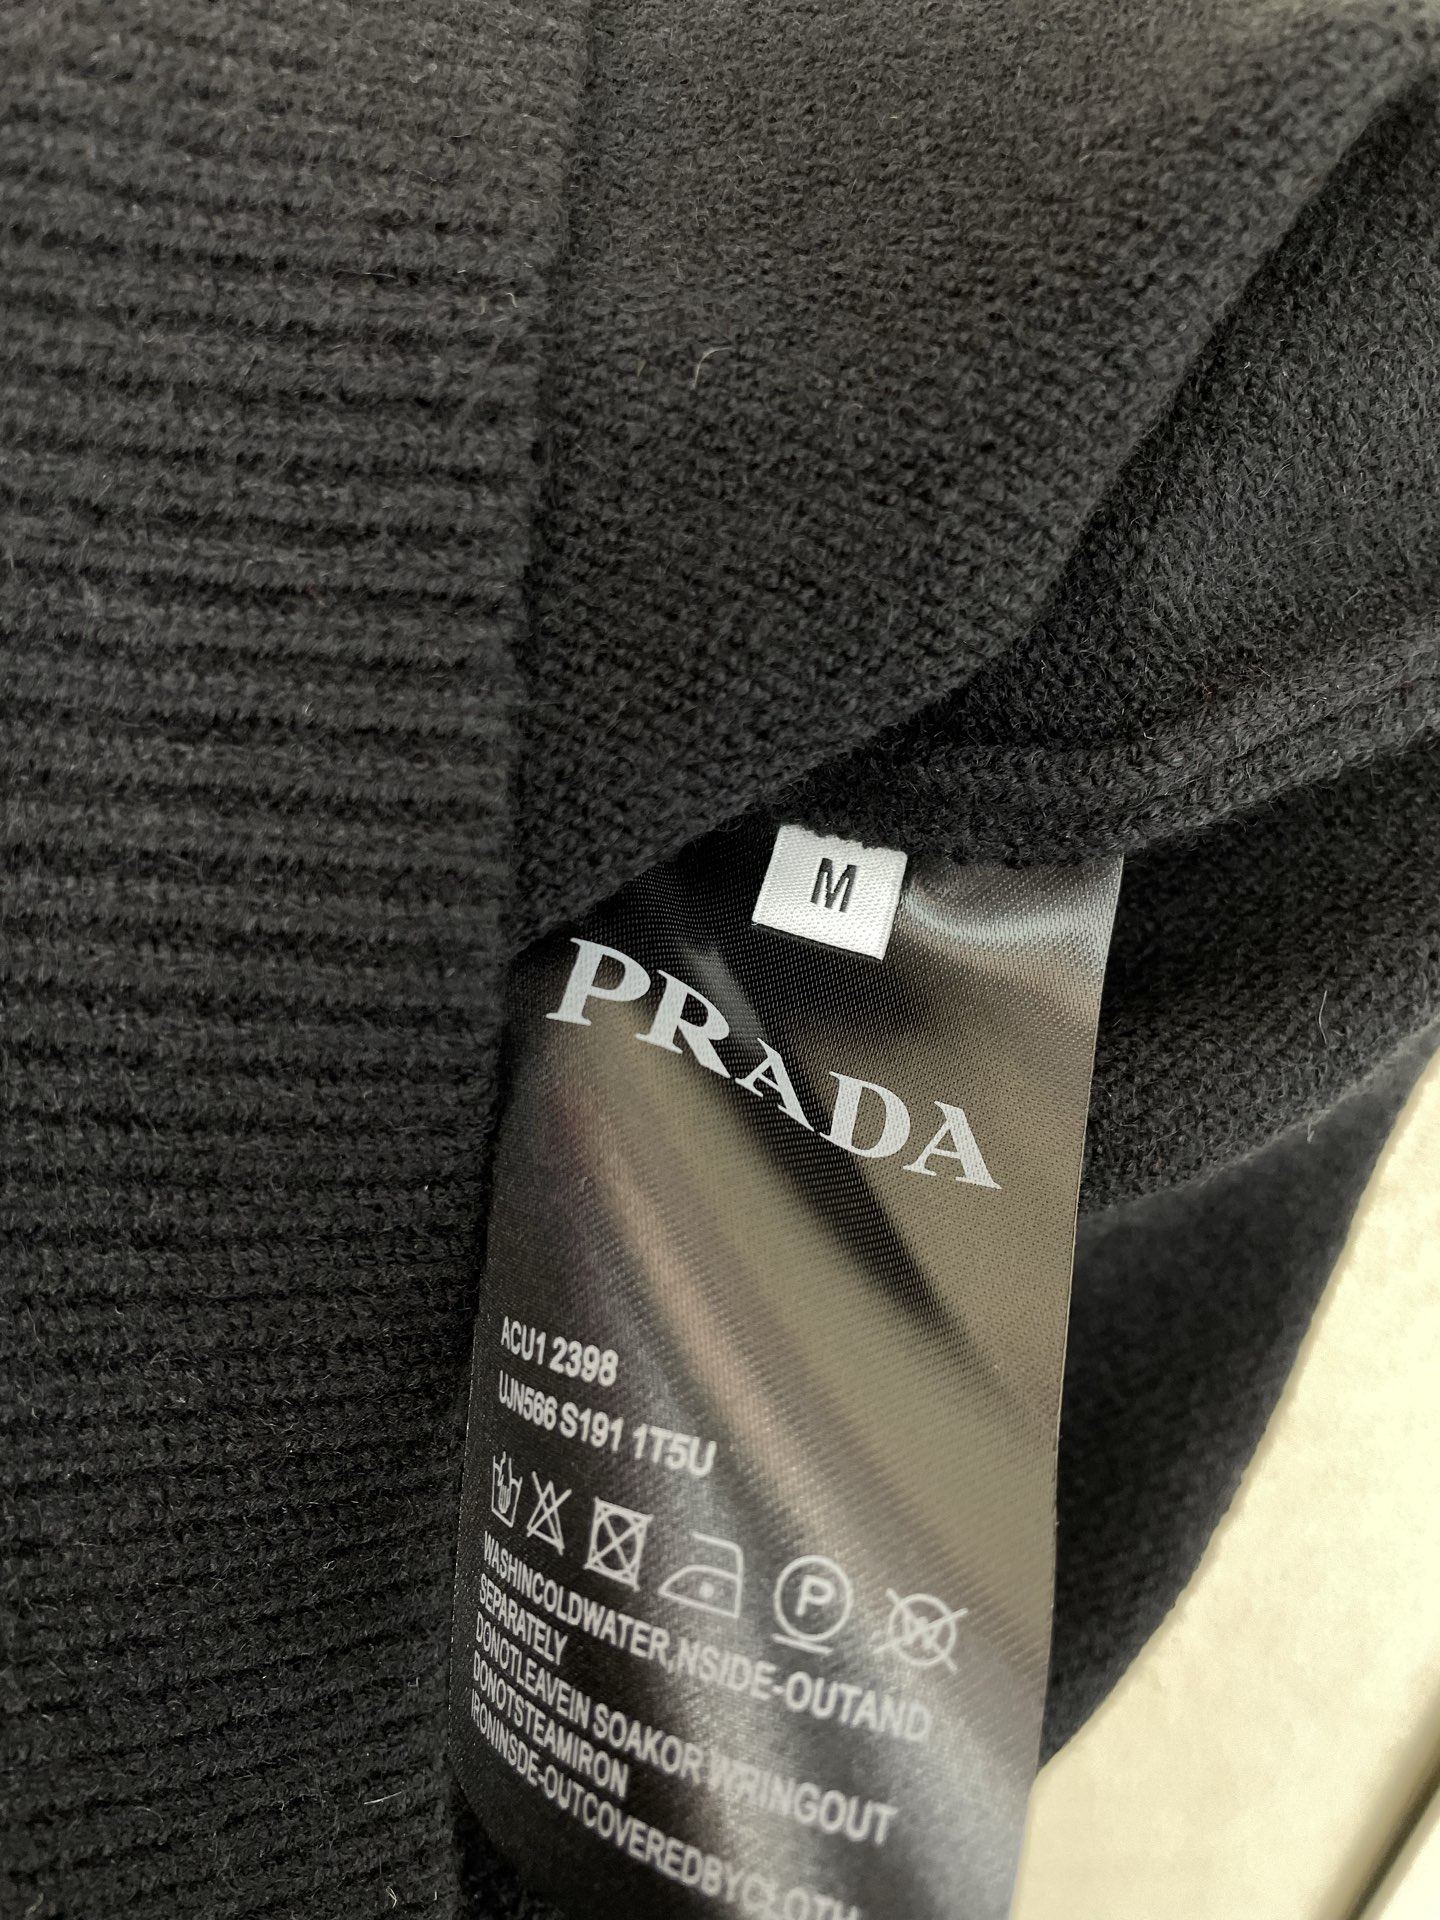 M
PRADA
ACU1 2398
UJN566 S191 1T5U
P
W
WASHINCOLDWATER,NSIDE-OUTAND
SEPARATELY
DONOTLEAVEIN SOAKOR WRINGOUT
DONOTSTEAMIRON
IRONINSDE-OUTCOVEREDBYCLOTH